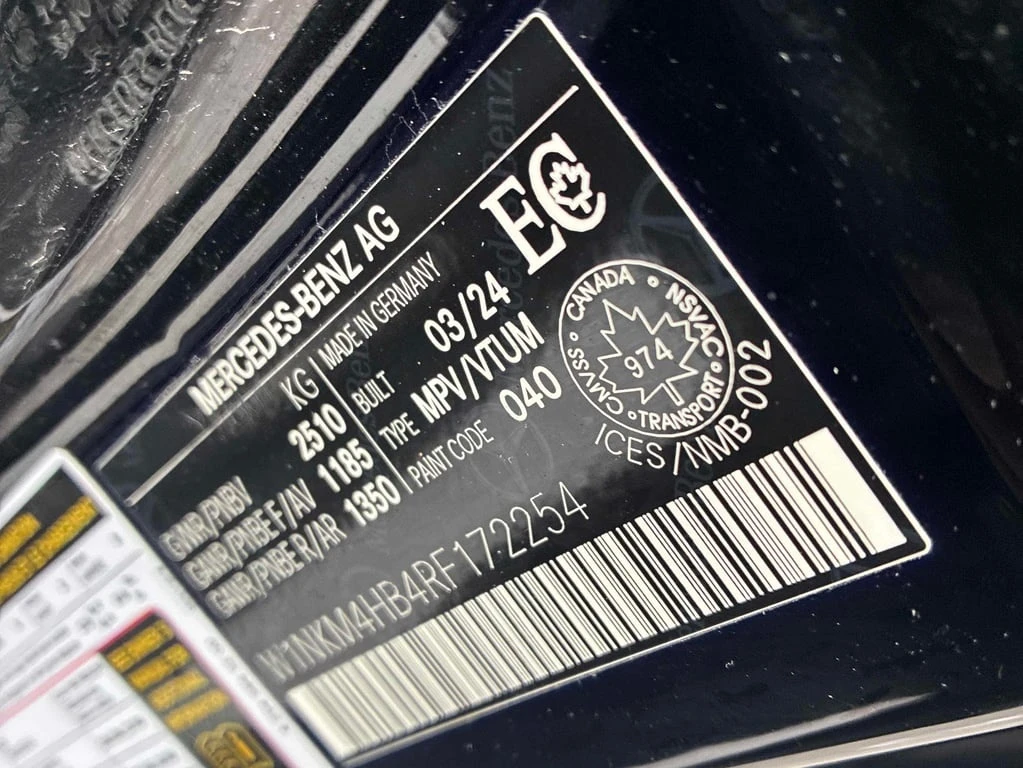 MERCEDES-BENZ AG
KG
GVWR/PNBV 2510
GAWR/PNBE F/AV 1185
GAWR/PNBE R/AR 1350
MADE IN GERMANY
BUILT 03/24
TYPE MPV/VTUM
PAINT CODE 040
EC
CANADA
NSVAC
TRANSPORT
CMVSS
974
ICES/NMB-002
W1NKM4HB4RF172254